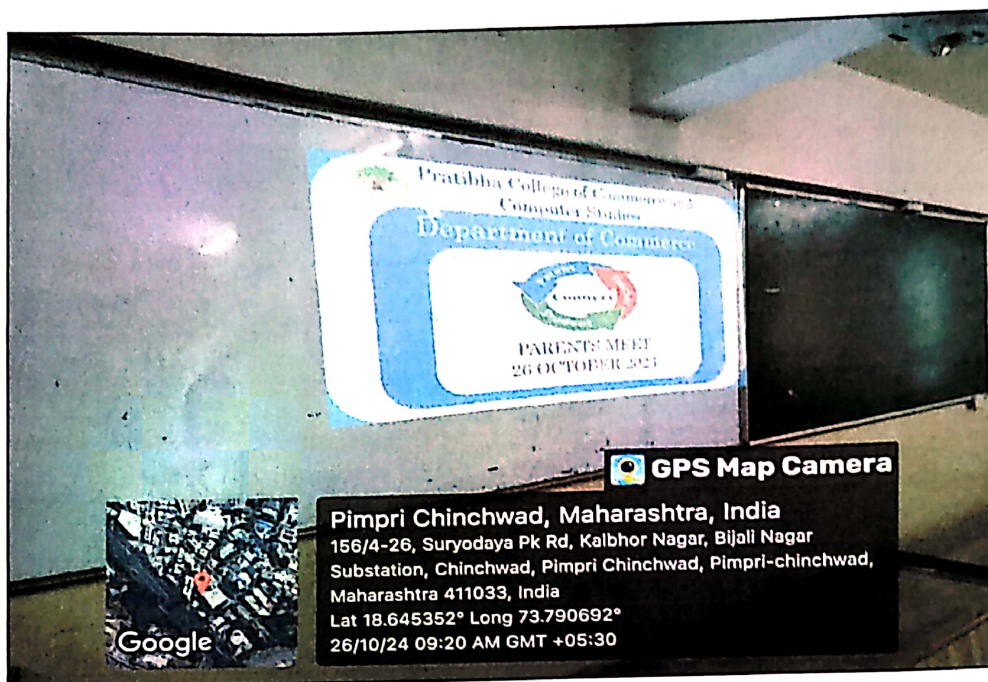 Pratibha College of Commerce and
Computer Studies
Department of Commerce
Connect
PARENTS MEET
26 OCTOBER
GPS Map Camera
Pimpri Chinchwad, Maharashtra, India
156/4-26, Suryodaya Pk Rd, Kalbhor Nagar, Bijali Nagar
Substation, Chinchwad, Pimpri Chinchwad, Pimpri-chinchwad,
Maharashtra 411033, India
Lat 18.645352° Long 73.790692°
26/10/24 09:20 AM GMT +05:30
Google